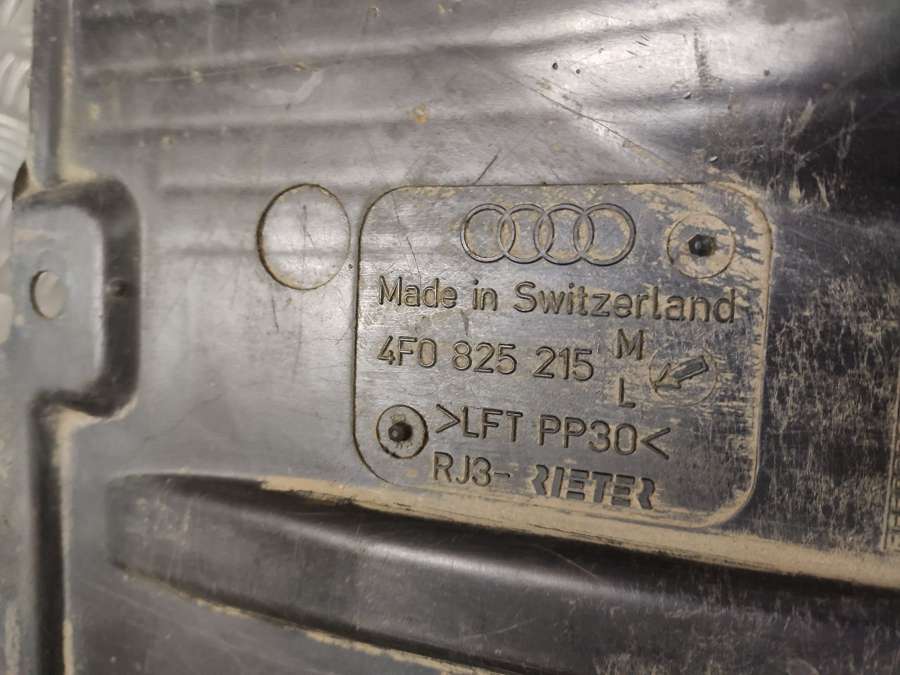 Made in Switzerland
4F0 825 215 M
L
>LFT PP30<
RJ3- RIETER